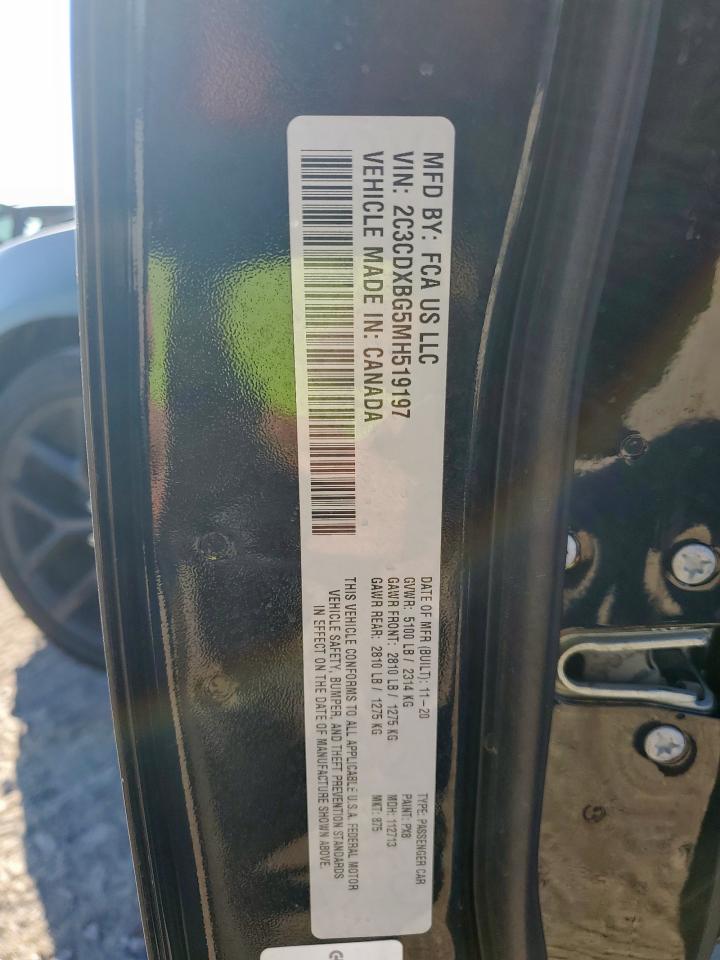 MFD BY: FCA US LLC
VIN: 2C3CDXBG5MH519197
VEHICLE MADE IN: CANADA
DATE OF MFR (BUILT): 11-20
GVWR: 5100 LB / 2314 KG
GAWR FRONT: 2810 LB / 1275 KG
GAWR REAR: 2810 LB / 1275 KG
TYPE: PASSENGER CAR
PAINT: PX8
MDH: 112713
MKT: 875
THIS VEHICLE CONFORMS TO ALL APPLICABLE U.S.A. FEDERAL MOTOR
VEHICLE SAFETY, BUMPER, AND THEFT PREVENTION STANDARDS
IN EFFECT ON THE DATE OF MANUFACTURE SHOWN ABOVE.